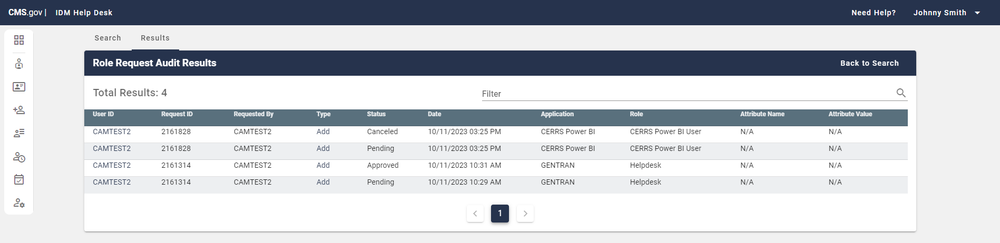 CMS.gov | IDM Help Desk Need Help? Johnny Smith
Search Results
Role Request Audit Results Back to Search
Total Results: 4 Filter
User ID Request ID Requested By Type Status Date Application Role Attribute Name Attribute Value
CAMTEST2 2161828 CAMTEST2 Add Canceled 10/11/2023 03:25 PM CERRS Power BI CERRS Power BI User N/A N/A
CAMTEST2 2161828 CAMTEST2 Add Pending 10/11/2023 03:25 PM CERRS Power BI CERRS Power BI User N/A N/A
CAMTEST2 2161314 CAMTEST2 Add Approved 10/11/2023 10:31 AM GENTRAN Helpdesk N/A N/A
CAMTEST2 2161314 CAMTEST2 Add Pending 10/11/2023 10:29 AM GENTRAN Helpdesk N/A N/A
1